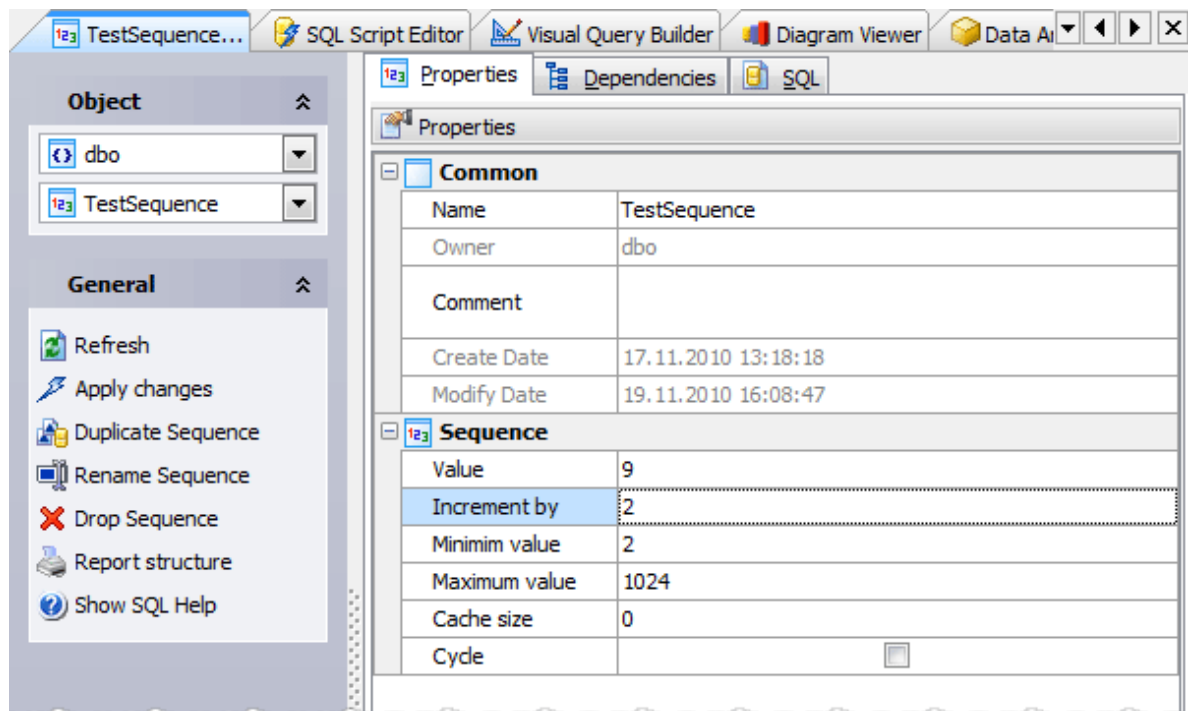 TestSequence... SQL Script Editor Visual Query Builder Diagram Viewer Data A
Properties Dependencies SQL
Object
dbo
TestSequence
General
Refresh
Apply changes
Duplicate Sequence
Rename Sequence
Drop Sequence
Report structure
Show SQL Help
Properties
Common
Name TestSequence
Owner dbo
Comment
Create Date 17.11.2010 13:18:18
Modify Date 19.11.2010 16:08:47
Sequence
Value 9
Increment by 2
Minimim value 2
Maximum value 1024
Cache size 0
Cycle